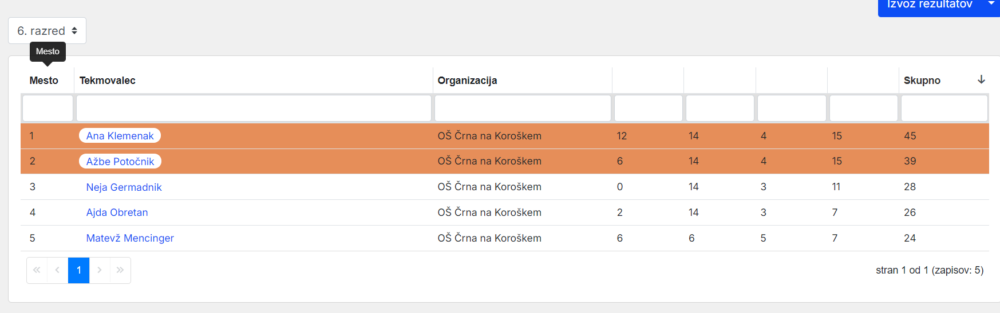 Izvoz rezultatov
6. razred
Mesto
Mesto Tekmovalec Organizacija Skupno
1 Ana Klemenak OŠ Črna na Koroškem 12 14 4 15 45
2 Ažbe Potočnik OŠ Črna na Koroškem 6 14 4 15 39
3 Neja Germadnik OŠ Črna na Koroškem 0 14 3 11 28
4 Ajda Obretan OŠ Črna na Koroškem 2 14 3 7 26
5 Matevž Mencinger OŠ Črna na Koroškem 6 6 5 7 24
« ‹ 1 › » stran 1 od 1 (zapisov: 5)